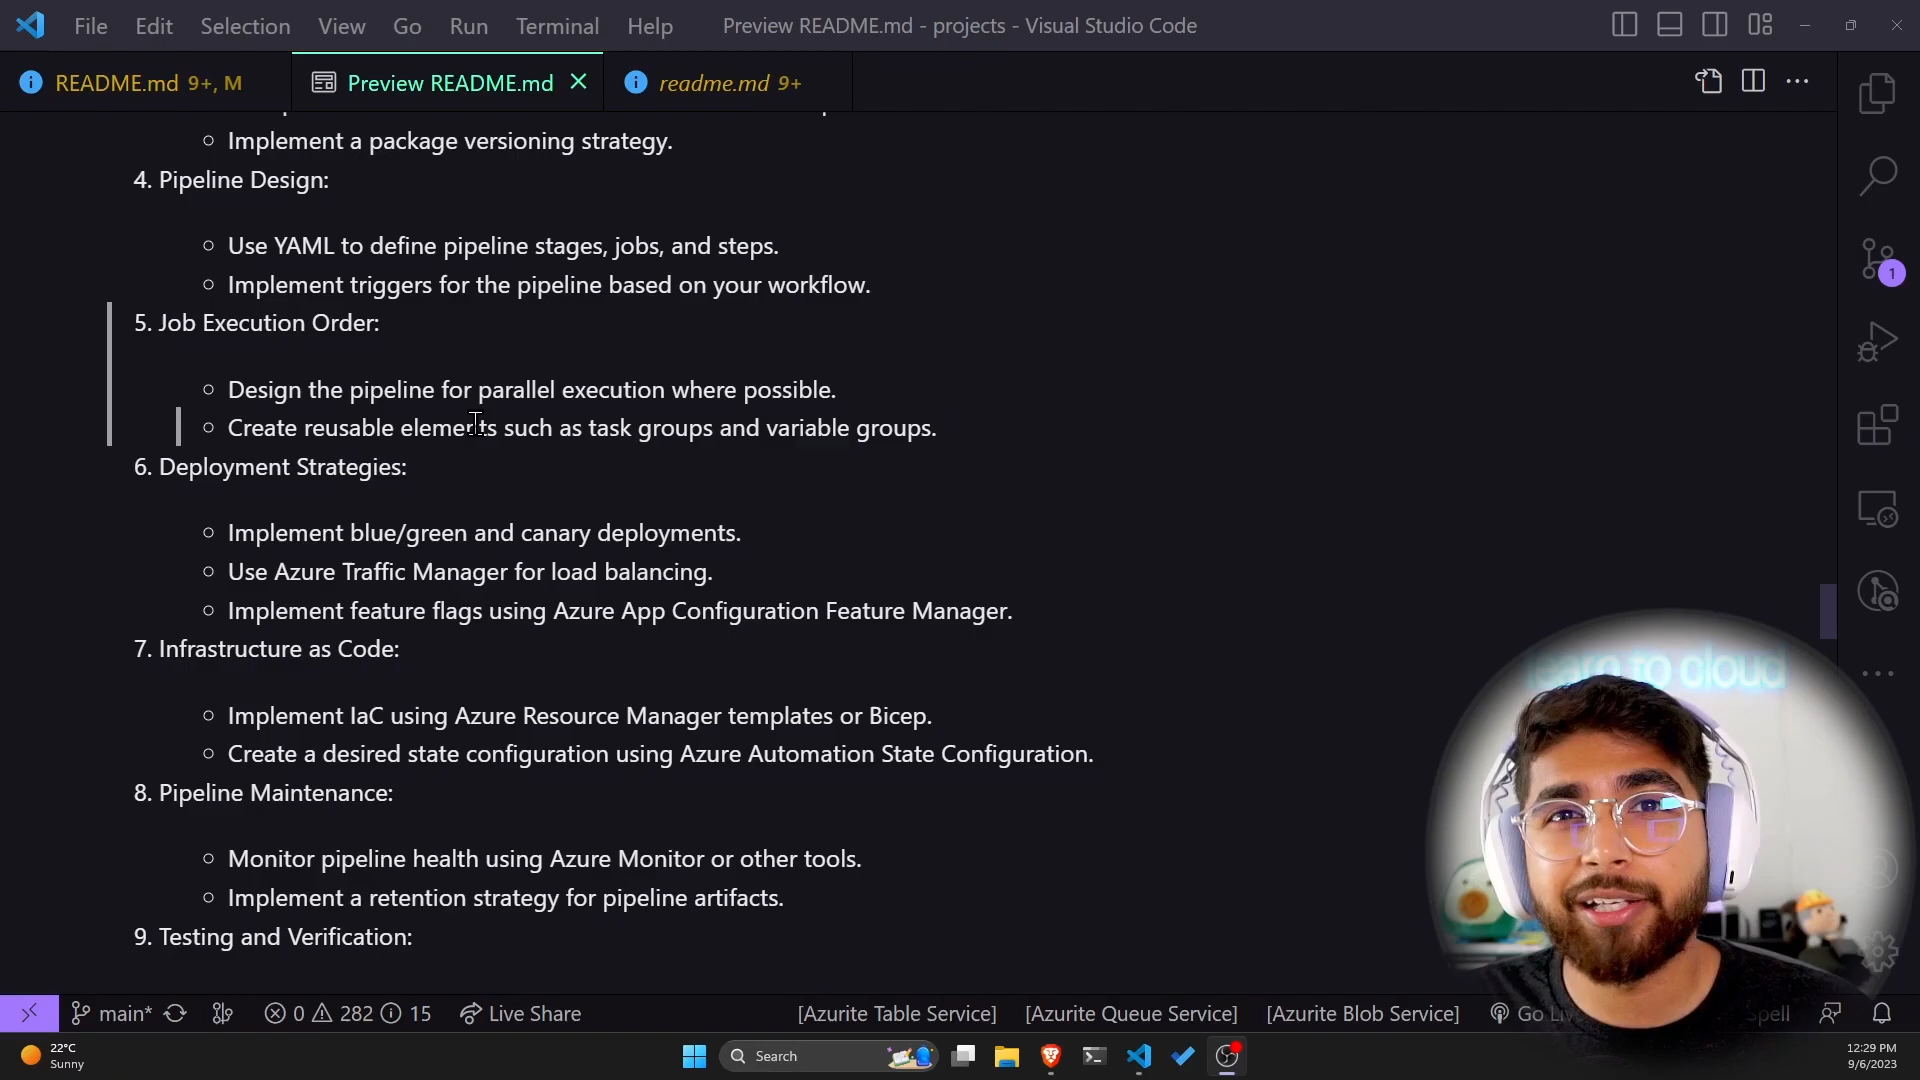 File Edit Selection View Go Run Terminal Help Preview README.md - projects - Visual Studio Code
README.md 9+, M Preview README.md readme.md 9+
Implement a package versioning strategy.
4. Pipeline Design:
Use YAML to define pipeline stages, jobs, and steps.
Implement triggers for the pipeline based on your workflow.
5. Job Execution Order:
Design the pipeline for parallel execution where possible.
Create reusable elements such as task groups and variable groups.
6. Deployment Strategies:
Implement blue/green and canary deployments.
Use Azure Traffic Manager for load balancing.
Implement feature flags using Azure App Configuration Feature Manager.
7. Infrastructure as Code:
Implement IaC using Azure Resource Manager templates or Bicep.
Create a desired state configuration using Azure Automation State Configuration.
8. Pipeline Maintenance:
Monitor pipeline health using Azure Monitor or other tools.
Implement a retention strategy for pipeline artifacts.
9. Testing and Verification:
1
learn to cloud
main* 0 282 15 Live Share [Azurite Table Service] [Azurite Queue Service] [Azurite Blob Service] Go Spell
22°C
Sunny
Search
12:29 PM
9/6/2023